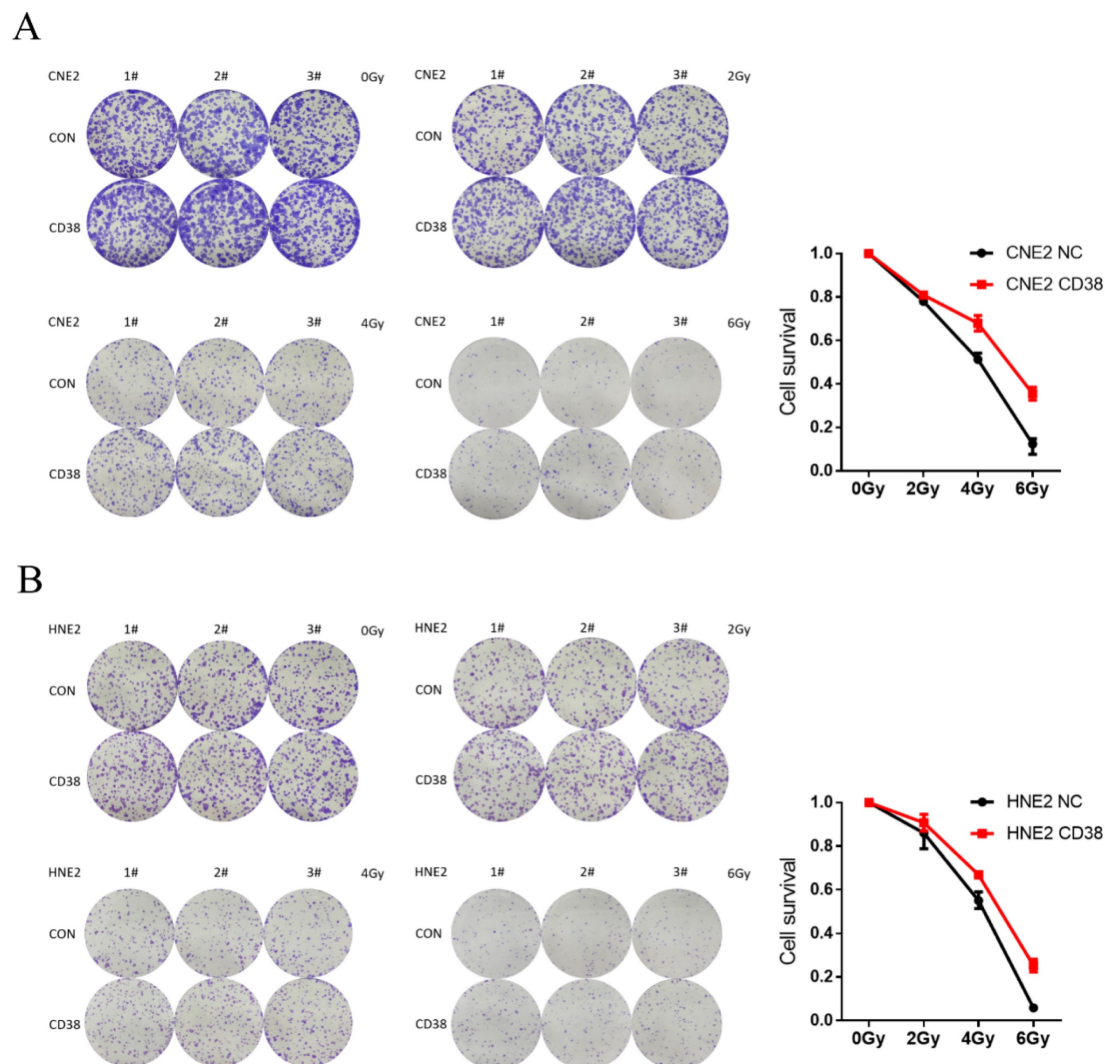 A
CNE2 1# 2# 3# 0Gy
CON
CD38
CNE2 1# 2# 3# 2Gy
CON
CD38
CNE2 1# 2# 3# 4Gy
CON
CD38
CNE2 1# 2# 3# 6Gy
CON
CD38
CNE2 NC
CNE2 CD38
Cell survival
1.0
0.8
0.6
0.4
0.2
0.0
0Gy 2Gy 4Gy 6Gy
B
HNE2 1# 2# 3# 0Gy
CON
CD38
HNE2 1# 2# 3# 2Gy
CON
CD38
HNE2 1# 2# 3# 4Gy
CON
CD38
HNE2 1# 2# 3# 6Gy
CON
CD38
HNE2 NC
HNE2 CD38
Cell survival
1.0
0.8
0.6
0.4
0.2
0.0
0Gy 2Gy 4Gy 6Gy